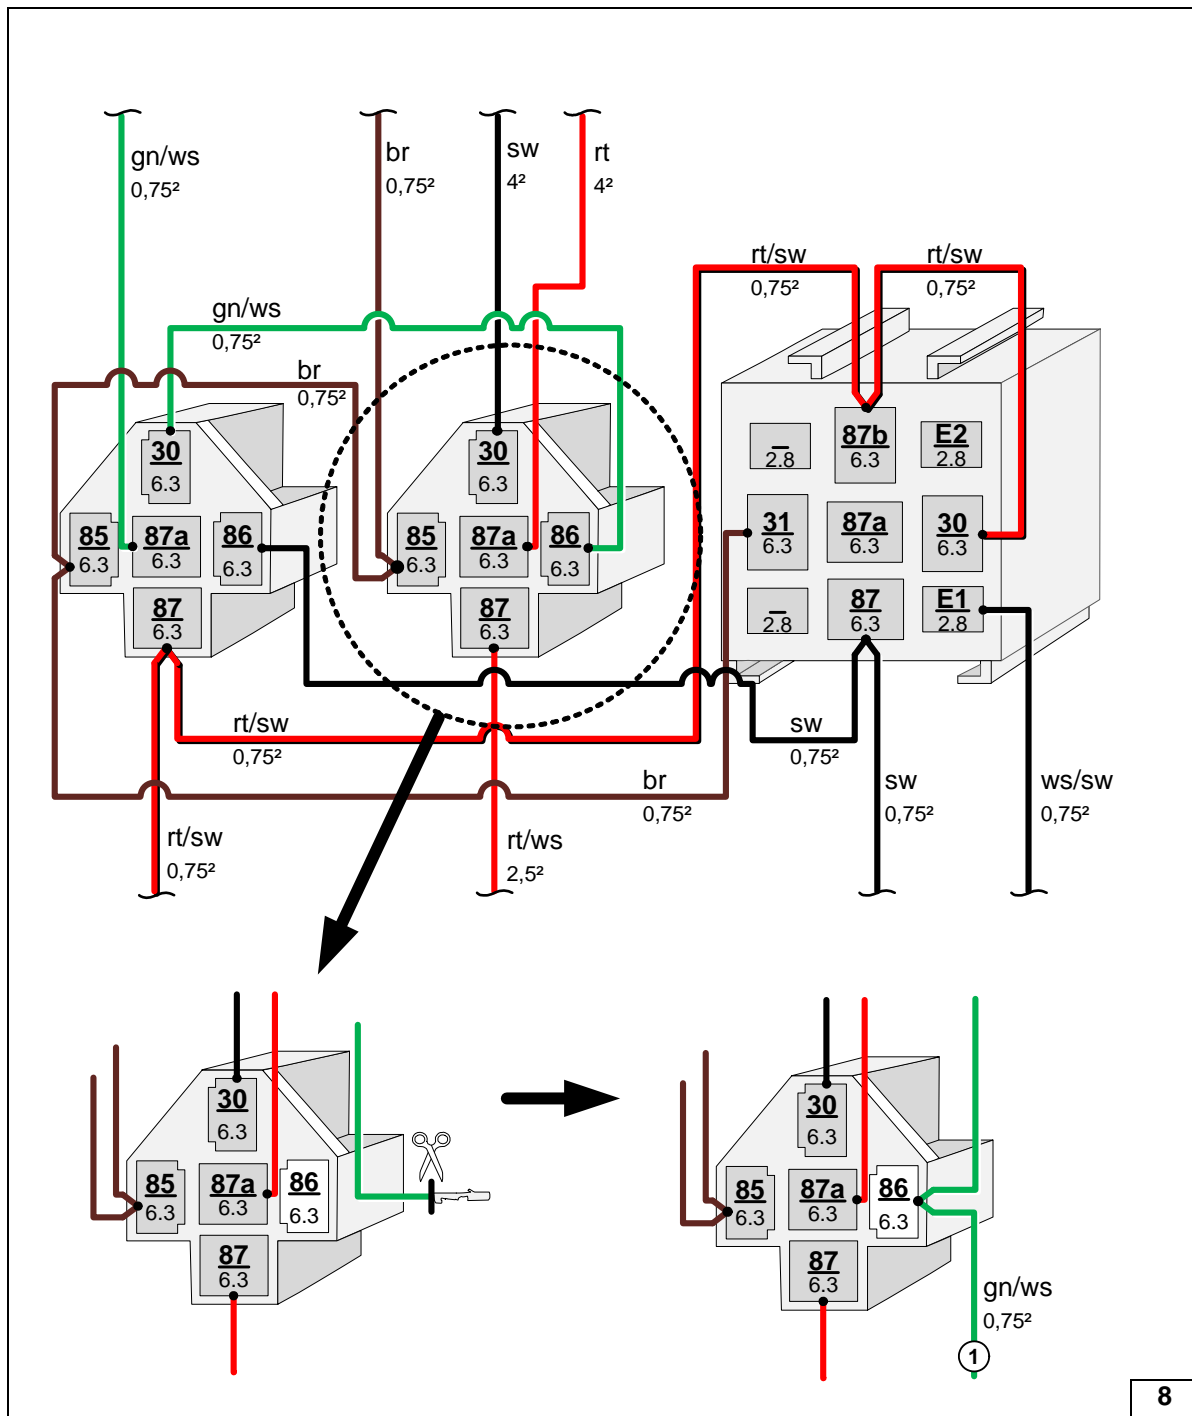 gn/ws
0,75²
br
0,75²
sw
4²
rt
4²
rt/sw
0,75²
rt/sw
0,75²
gn/ws
0,75²
br
0,75²
30
6.3
85
6.3
87a
6.3
86
6.3
87
6.3
30
6.3
85
6.3
87a
6.3
86
6.3
87
6.3
–
2.8
87b
6.3
E2
2.8
31
6.3
87a
6.3
30
6.3
–
2.8
87
6.3
E1
2.8
rt/sw
0,75²
sw
0,75²
br
0,75²
sw
0,75²
ws/sw
0,75²
rt/sw
0,75²
rt/ws
2,5²
30
6.3
85
6.3
87a
6.3
86
6.3
87
6.3
30
6.3
85
6.3
87a
6.3
86
6.3
87
6.3
gn/ws
0,75²
1
8